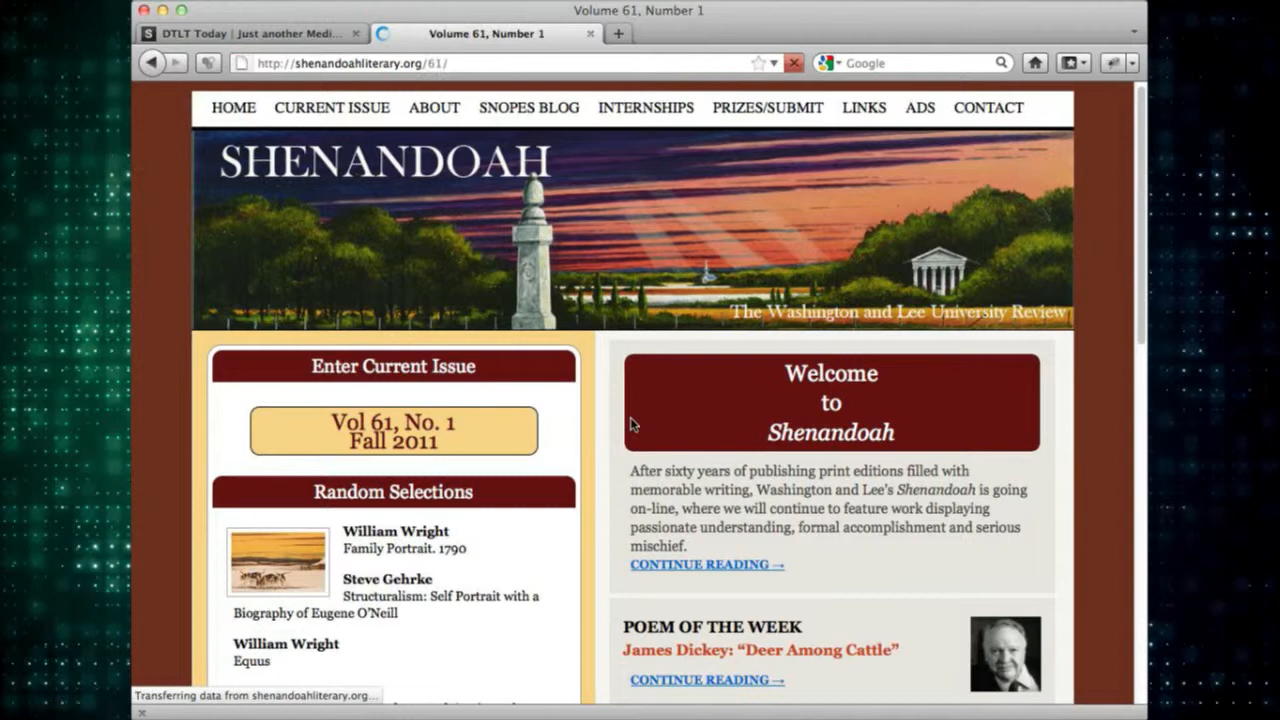 Volume 61, Number 1
DTLT Today | Just another Medi...
Volume 61, Number 1
http://shenandoahliterary.org/61/
Google
HOME CURRENT ISSUE ABOUT SNOPES BLOG INTERNSHIPS PRIZES/SUBMIT LINKS ADS CONTACT
SHENANDOAH
The Washington and Lee University Review
Enter Current Issue
Vol 61, No. 1
Fall 2011
Random Selections
William Wright
Family Portrait. 1790
Steve Gehrke
Structuralism: Self Portrait with a
Biography of Eugene O'Neill
William Wright
Equus
Welcome
to
Shenandoah
After sixty years of publishing print editions filled with
memorable writing, Washington and Lee's Shenandoah is going
on-line, where we will continue to feature work displaying
passionate understanding, formal accomplishment and serious
mischief.
CONTINUE READING →
POEM OF THE WEEK
James Dickey: “Deer Among Cattle”
CONTINUE READING →
Transferring data from shenandoahliterary.org...